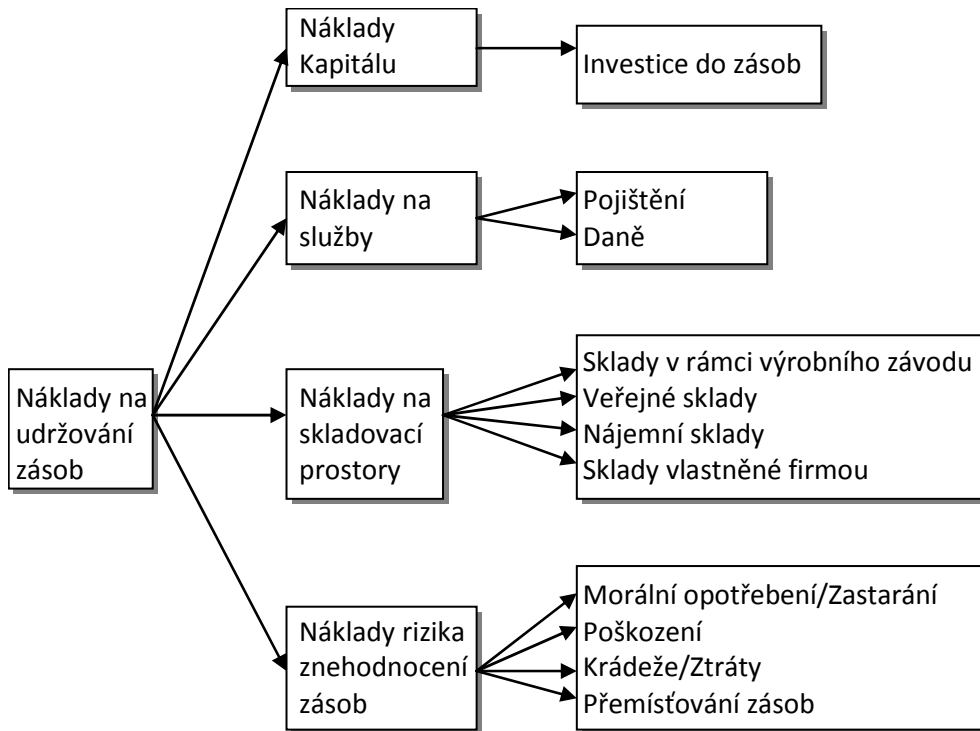 Náklady
Kapitálu
Investice do zásob
Náklady na
služby
Pojištění
Daně
Náklady na
udržování
zásob
Náklady na
skladovací
prostory
Sklady v rámci výrobního závodu
Veřejné sklady
Nájemní sklady
Sklady vlastněné firmou
Náklady rizika
znehodnocení
zásob
Morální opotřebení/Zastarání
Poškození
Krádeže/Ztráty
Přemísťování zásob